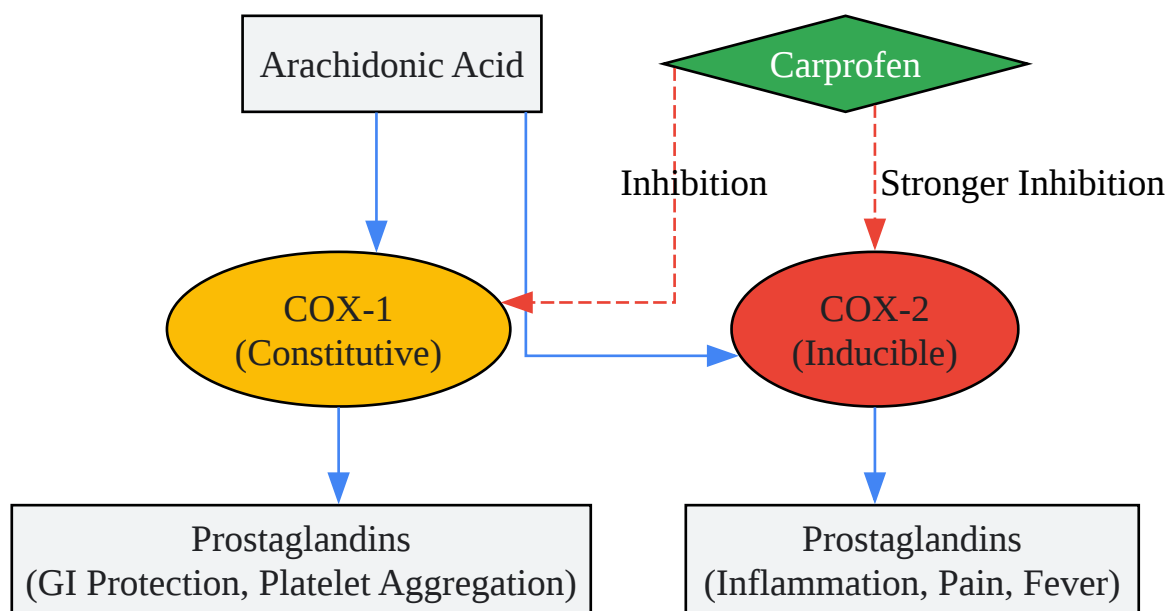 Arachidonic Acid
Carprofen
Inhibition
Stronger Inhibition
COX-1
(Constitutive)
COX-2
(Inducible)
Prostaglandins
(GI Protection, Platelet Aggregation)
Prostaglandins
(Inflammation, Pain, Fever)